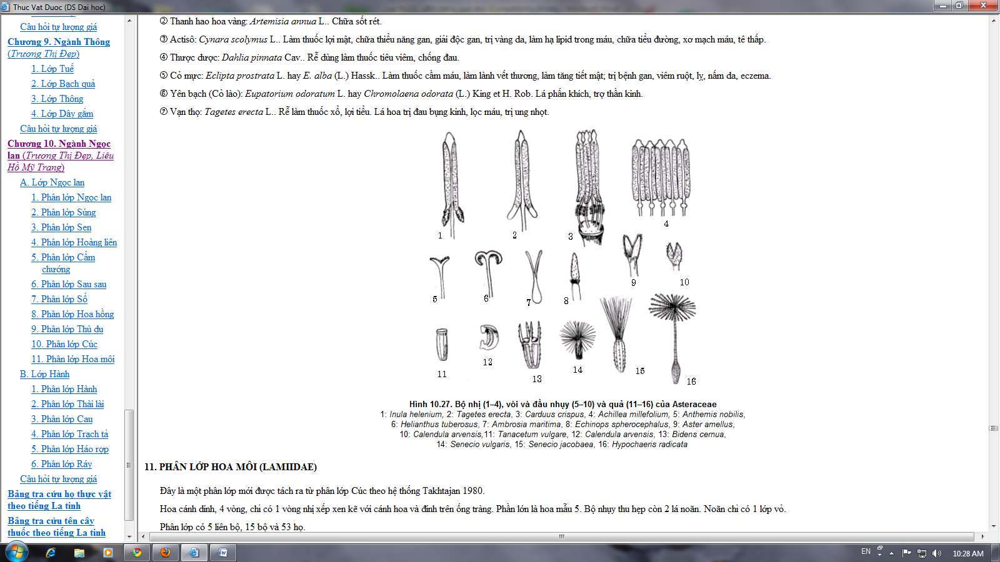 Thuc Vat Duoc (DS Dai hoc)
Câu hỏi tự lượng giá
Chương 9. Ngành Thông
(Trương Thị Đẹp)
1. Lớp Tuế
2. Lớp Bạch quả
3. Lớp Thông
4. Lớp Dây gắm
Câu hỏi tự lượng giá
Chương 10. Ngành Ngọc
lan (Trương Thị Đẹp, Liêu
Hồ Mỹ Trang)
A. Lớp Ngọc lan
1. Phân lớp Ngọc lan
2. Phân lớp Súng
3. Phân lớp Sen
4. Phân lớp Hoàng liên
5. Phân lớp Cẩm
chướng
6. Phân lớp Sau sau
7. Phân lớp Sổ
8. Phân lớp Hoa hồng
9. Phân lớp Thù du
10. Phân lớp Cúc
11. Phân lớp Hoa môi
B. Lớp Hành
1. Phân lớp Hành
2. Phân lớp Thài lài
3. Phân lớp Cau
4. Phân lớp Trạch tả
5. Phân lớp Háo rợp
6. Phân lớp Ráy
Câu hỏi tự lượng giá
Bảng tra cứu họ thực vật
theo tiếng La tinh
Bảng tra cứu tên cây
thuốc theo tiếng La tinh
② Thanh hao hoa vàng: Artemisia annua L.. Chữa sốt rét.
③ Actisô: Cynara scolymus L.. Làm thuốc lợi mật, chữa thiểu năng gan, giải độc gan, trị vàng da, làm hạ lipid trong máu, chữa tiểu đường, xơ mạch máu, tê thấp.
④ Thược dược: Dahlia pinnata Cav.. Rễ dùng làm thuốc tiêu viêm, chống đau.
⑤ Cỏ mực: Eclipta prostrata L. hay E. alba (L.) Hassk.. Làm thuốc cầm máu, làm lành vết thương, làm tăng tiết mật; trị bệnh gan, viêm ruột, lỵ, nấm da, eczema.
⑥ Yên bạch (Cỏ lào): Eupatorium odoratum L. hay Chromolaena odorata (L.) King et H. Rob. Lá phấn khích, trợ thần kinh.
⑦ Vạn thọ: Tagetes erecta L.. Rễ làm thuốc xổ, lợi tiểu. Lá hoa trị đau bụng kinh, lọc máu, trị ung nhọt.
1 2 3 4
5 6 7 8 9 10
11 12 13 14 15 16
Hình 10.27. Bộ nhị (1–4), vòi và đầu nhụy (5–10) và quả (11–16) của Asteraceae
1: Inula helenium, 2: Tagetes erecta, 3: Carduus crispus, 4: Achillea millefolium, 5: Anthemis nobilis,
6: Helianthus tuberosus, 7: Ambrosia maritima, 8: Echinops spherocephalus, 9: Aster amellus,
10: Calendula arvensis,11: Tanacetum vulgare, 12: Calendula arvensis, 13: Bidens cernua,
14: Senecio vulgaris, 15: Senecio jacobaea, 16: Hypochaeris radicata
11. PHÂN LỚP HOA MÔI (LAMIIDAE)
Đây là một phân lớp mới được tách ra từ phân lớp Cúc theo hệ thống Takhtajan 1980.
Hoa cánh dính, 4 vòng, chỉ có 1 vòng nhị xếp xen kẽ với cánh hoa và đính trên ống tràng. Phần lớn là hoa mẫu 5. Bộ nhụy thu hẹp còn 2 lá noãn. Noãn chỉ có 1 lớp vỏ.
Phân lớp có 5 liên bộ, 15 bộ và 53 họ.
EN
10:28 AM